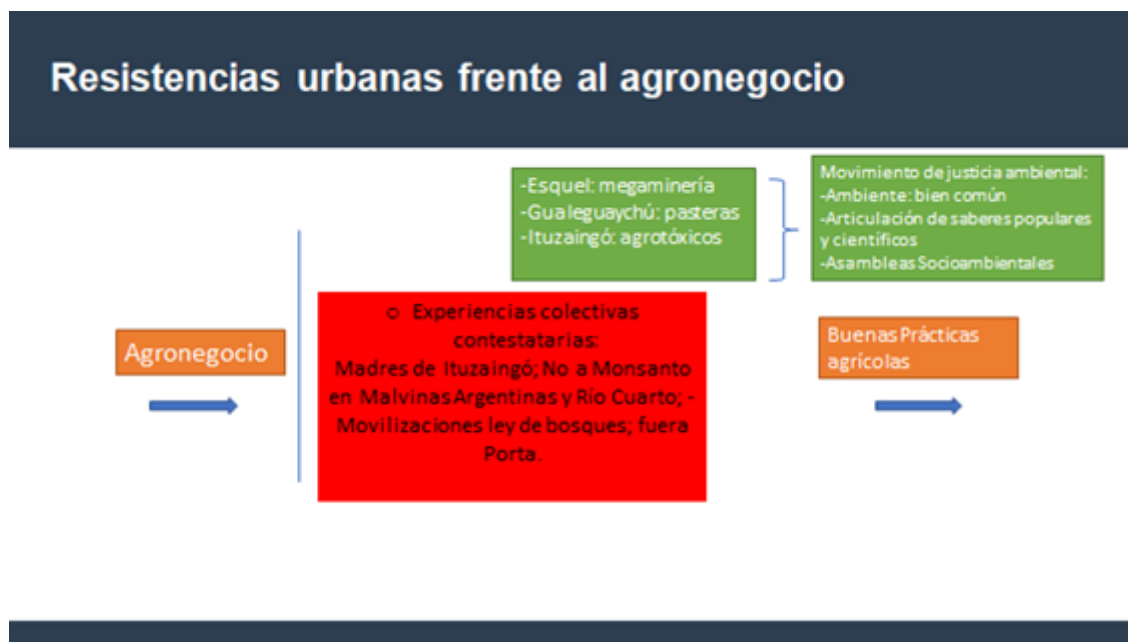 Resistencias urbanas frente al agronegocio
-Esquel: megaminería
-Gualeguaychú: pasteras
-Ituzaingó: agrotóxicos
Movimiento de justicia ambiental:
-Ambiente: bien común
-Articulación de saberes populares
y científicos
-Asambleas Socioambientales
Agronegocio
o Experiencias colectivas
contestatarias:
Madres de Ituzaingó; No a Monsanto
en Malvinas Argentinas y Río Cuarto; -
Movilizaciones ley de bosques; fuera
Porta.
Buenas Prácticas
agrícolas